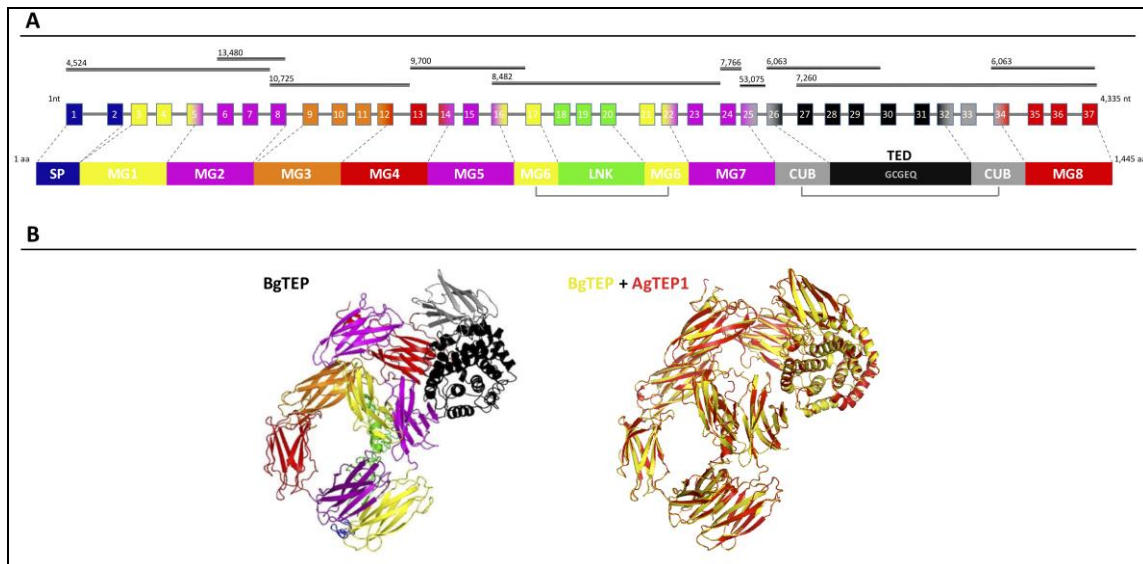 A
13,480
9,700
7,766
6,063
6,063
4,524
10,725
8,482
53,075
7,260
1nt
4,335 nt
1 2 3 4 5 6 7 8 9 10 11 12 13 14 15 16 17 18 19 20 21 22 23 24 25 26 27 28 29 30 31 32 33 34 35 36 37
1 aa
1,445 aa
TED
SP MG1 MG2 MG3 MG4 MG5 MG6 LNK MG6 MG7 CUB GCGEQ CUB MG8
B
BgTEP
BgTEP + AgTEP1